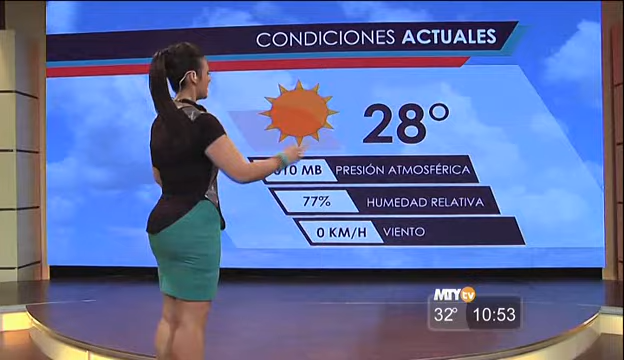 CONDICIONES ACTUALES
28°
MB PRESIÓN ATMOSFÉRICA
77% HUMEDAD RELATIVA
0 KM/H VIENTO
MTY tv
32° 10:53